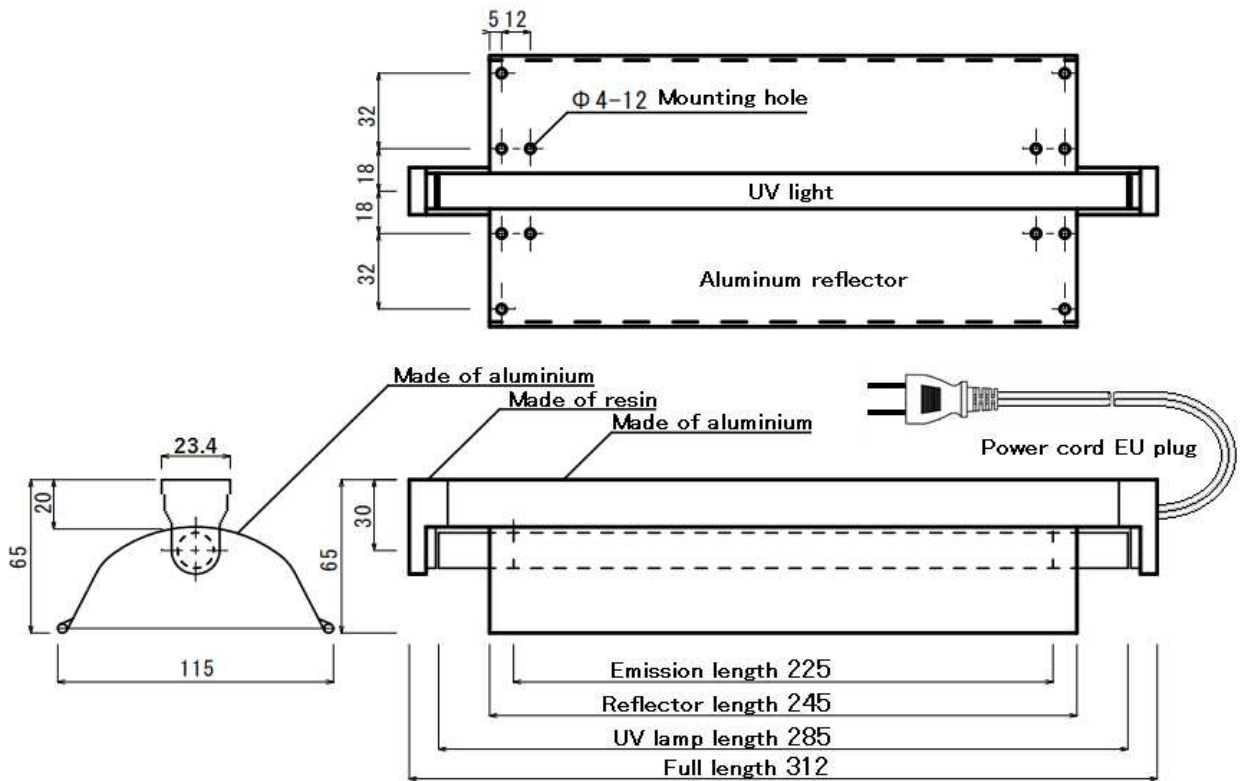 5 12
32
Φ 4-12 Mounting hole
18
UV light
18
32
Aluminum reflector
Made of aluminium
Made of resin
Made of aluminium
23.4
Power cord EU plug
20
30
65
65
115
Emission length 225
Reflector length 245
UV lamp length 285
Full length 312